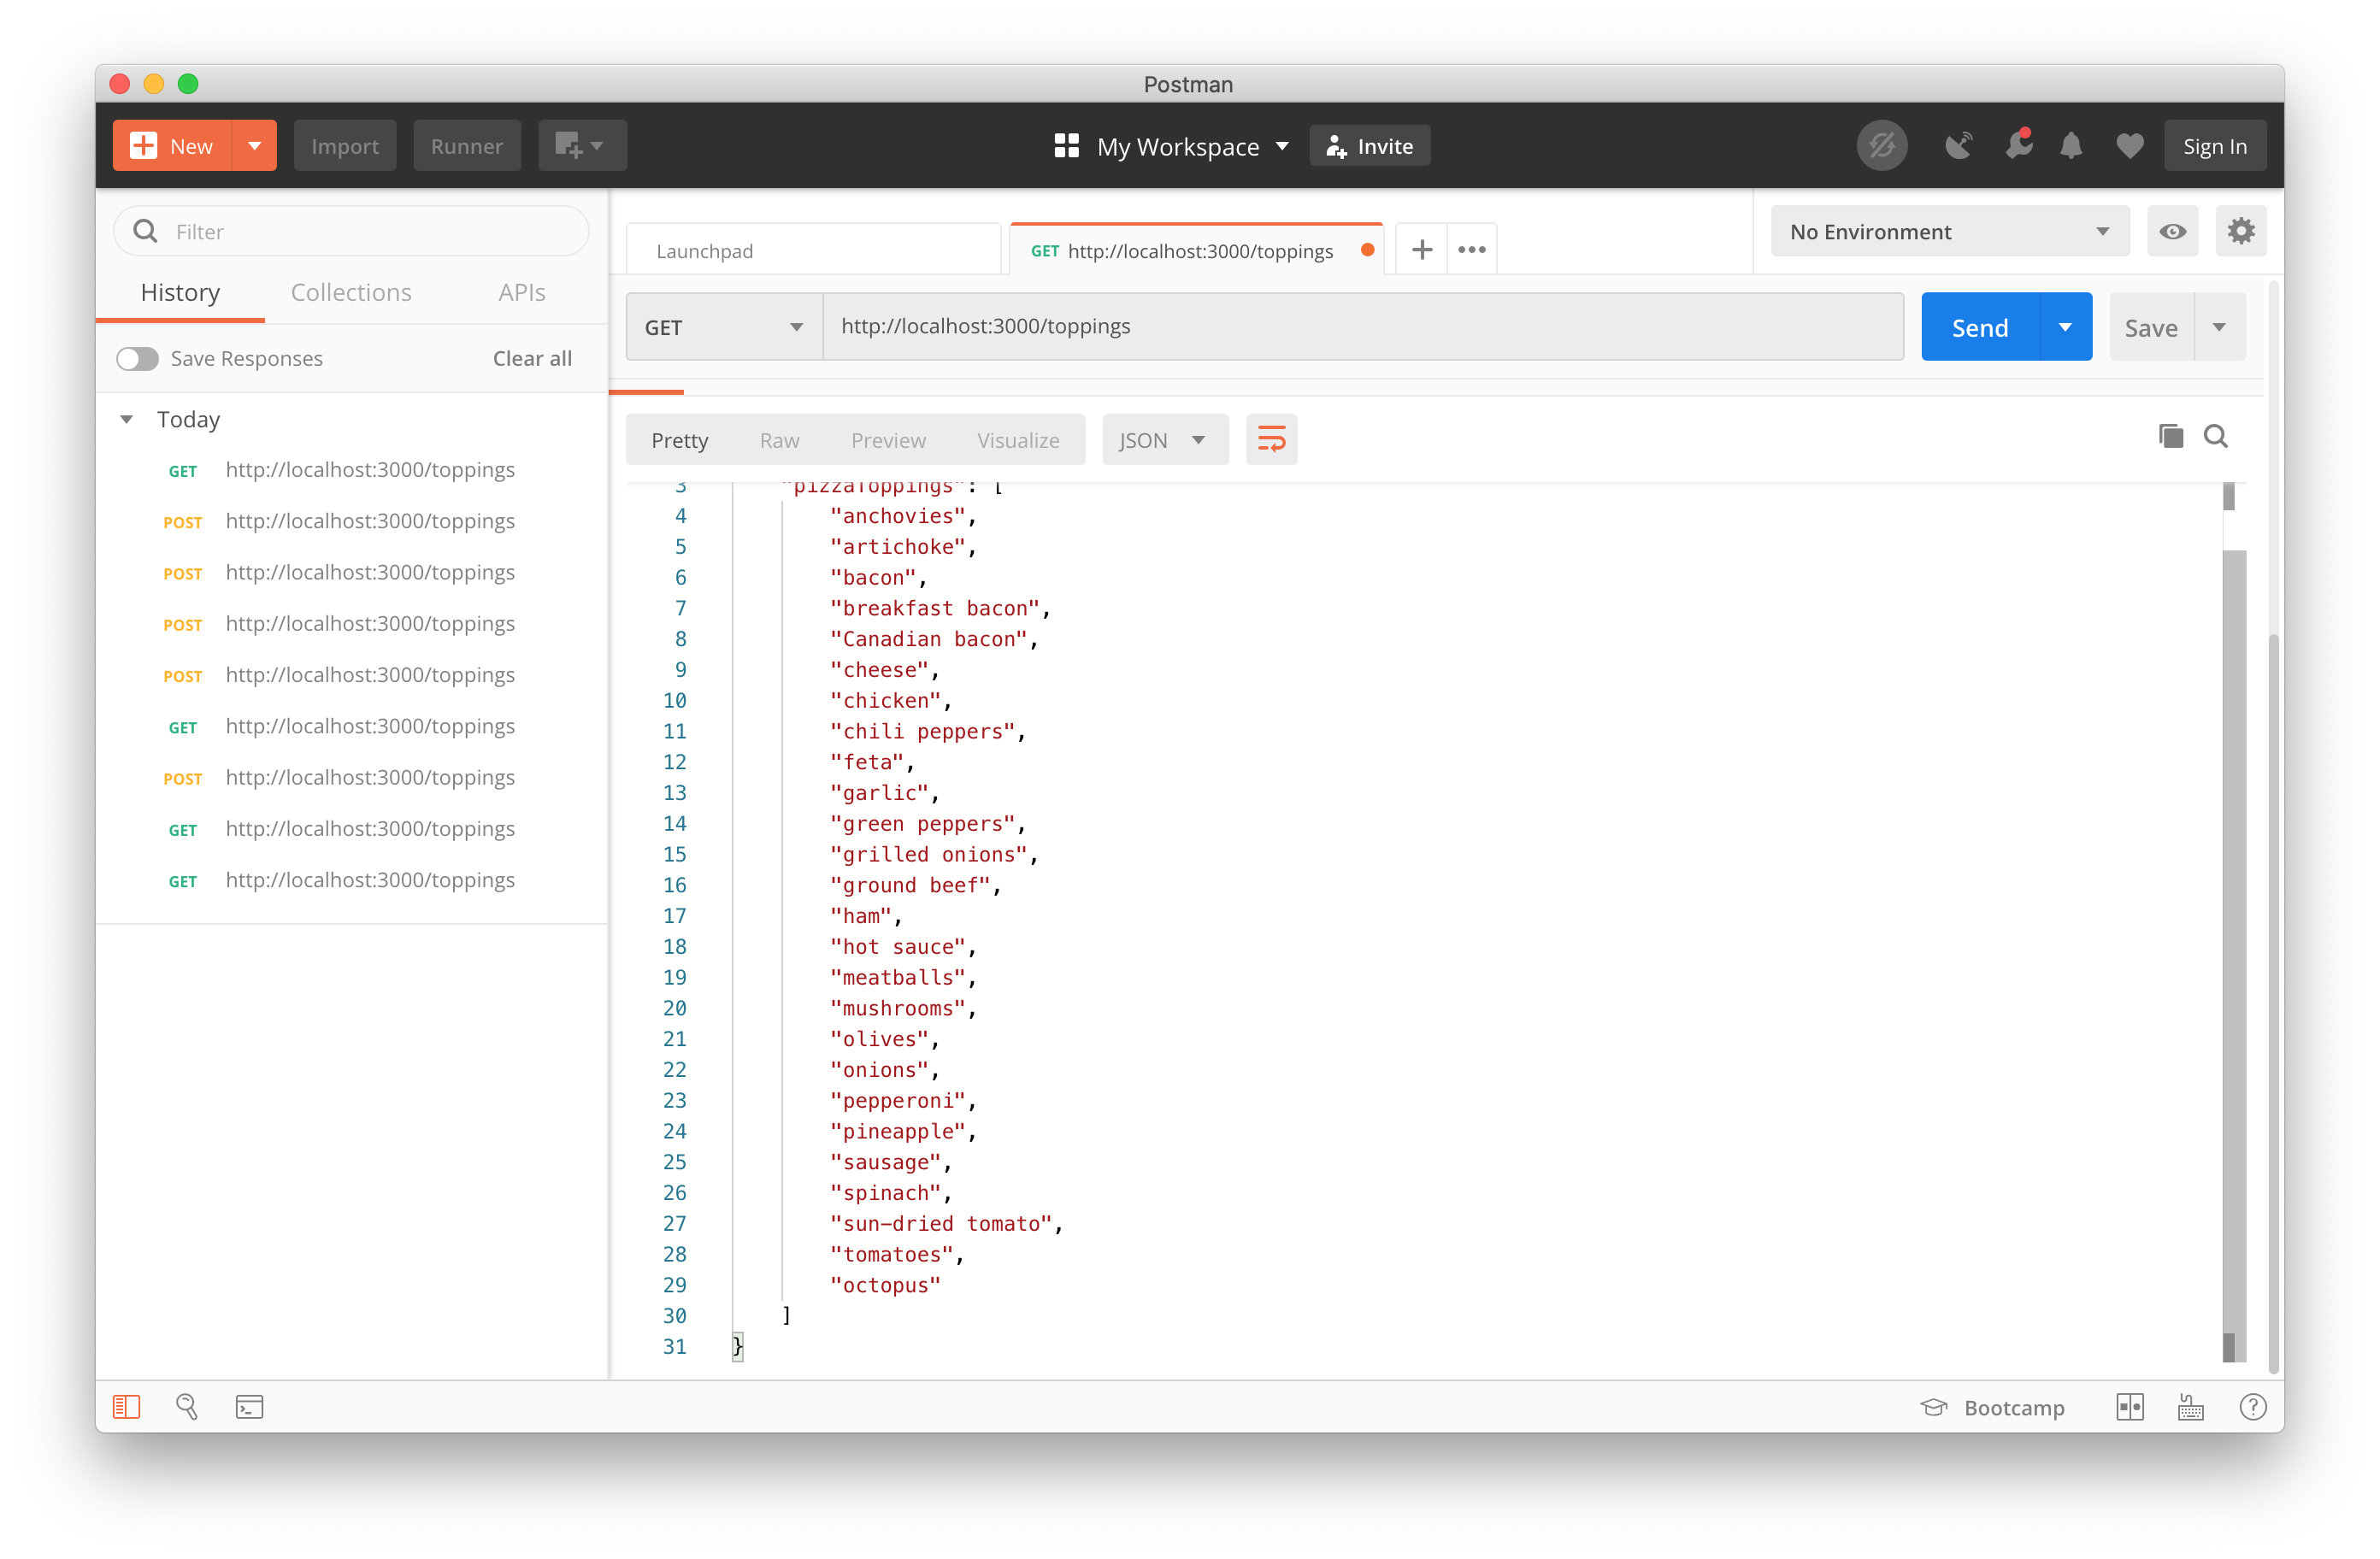 Postman
New
Import
Runner
My Workspace
Invite
Sign In
Filter
History Collections APIs
Save Responses Clear all
Today
GET http://localhost:3000/toppings
POST http://localhost:3000/toppings
POST http://localhost:3000/toppings
POST http://localhost:3000/toppings
POST http://localhost:3000/toppings
GET http://localhost:3000/toppings
POST http://localhost:3000/toppings
GET http://localhost:3000/toppings
GET http://localhost:3000/toppings
Launchpad
GET http://localhost:3000/toppings
No Environment
GET http://localhost:3000/toppings
Send
Save
Pretty Raw Preview Visualize JSON
3 "pizzaToppings": [
4 "anchovies",
5 "artichoke",
6 "bacon",
7 "breakfast bacon",
8 "Canadian bacon",
9 "cheese",
10 "chicken",
11 "chili peppers",
12 "feta",
13 "garlic",
14 "green peppers",
15 "grilled onions",
16 "ground beef",
17 "ham",
18 "hot sauce",
19 "meatballs",
20 "mushrooms",
21 "olives",
22 "onions",
23 "pepperoni",
24 "pineapple",
25 "sausage",
26 "spinach",
27 "sun-dried tomato",
28 "tomatoes",
29 "octopus"
30 ]
31 }
Bootcamp